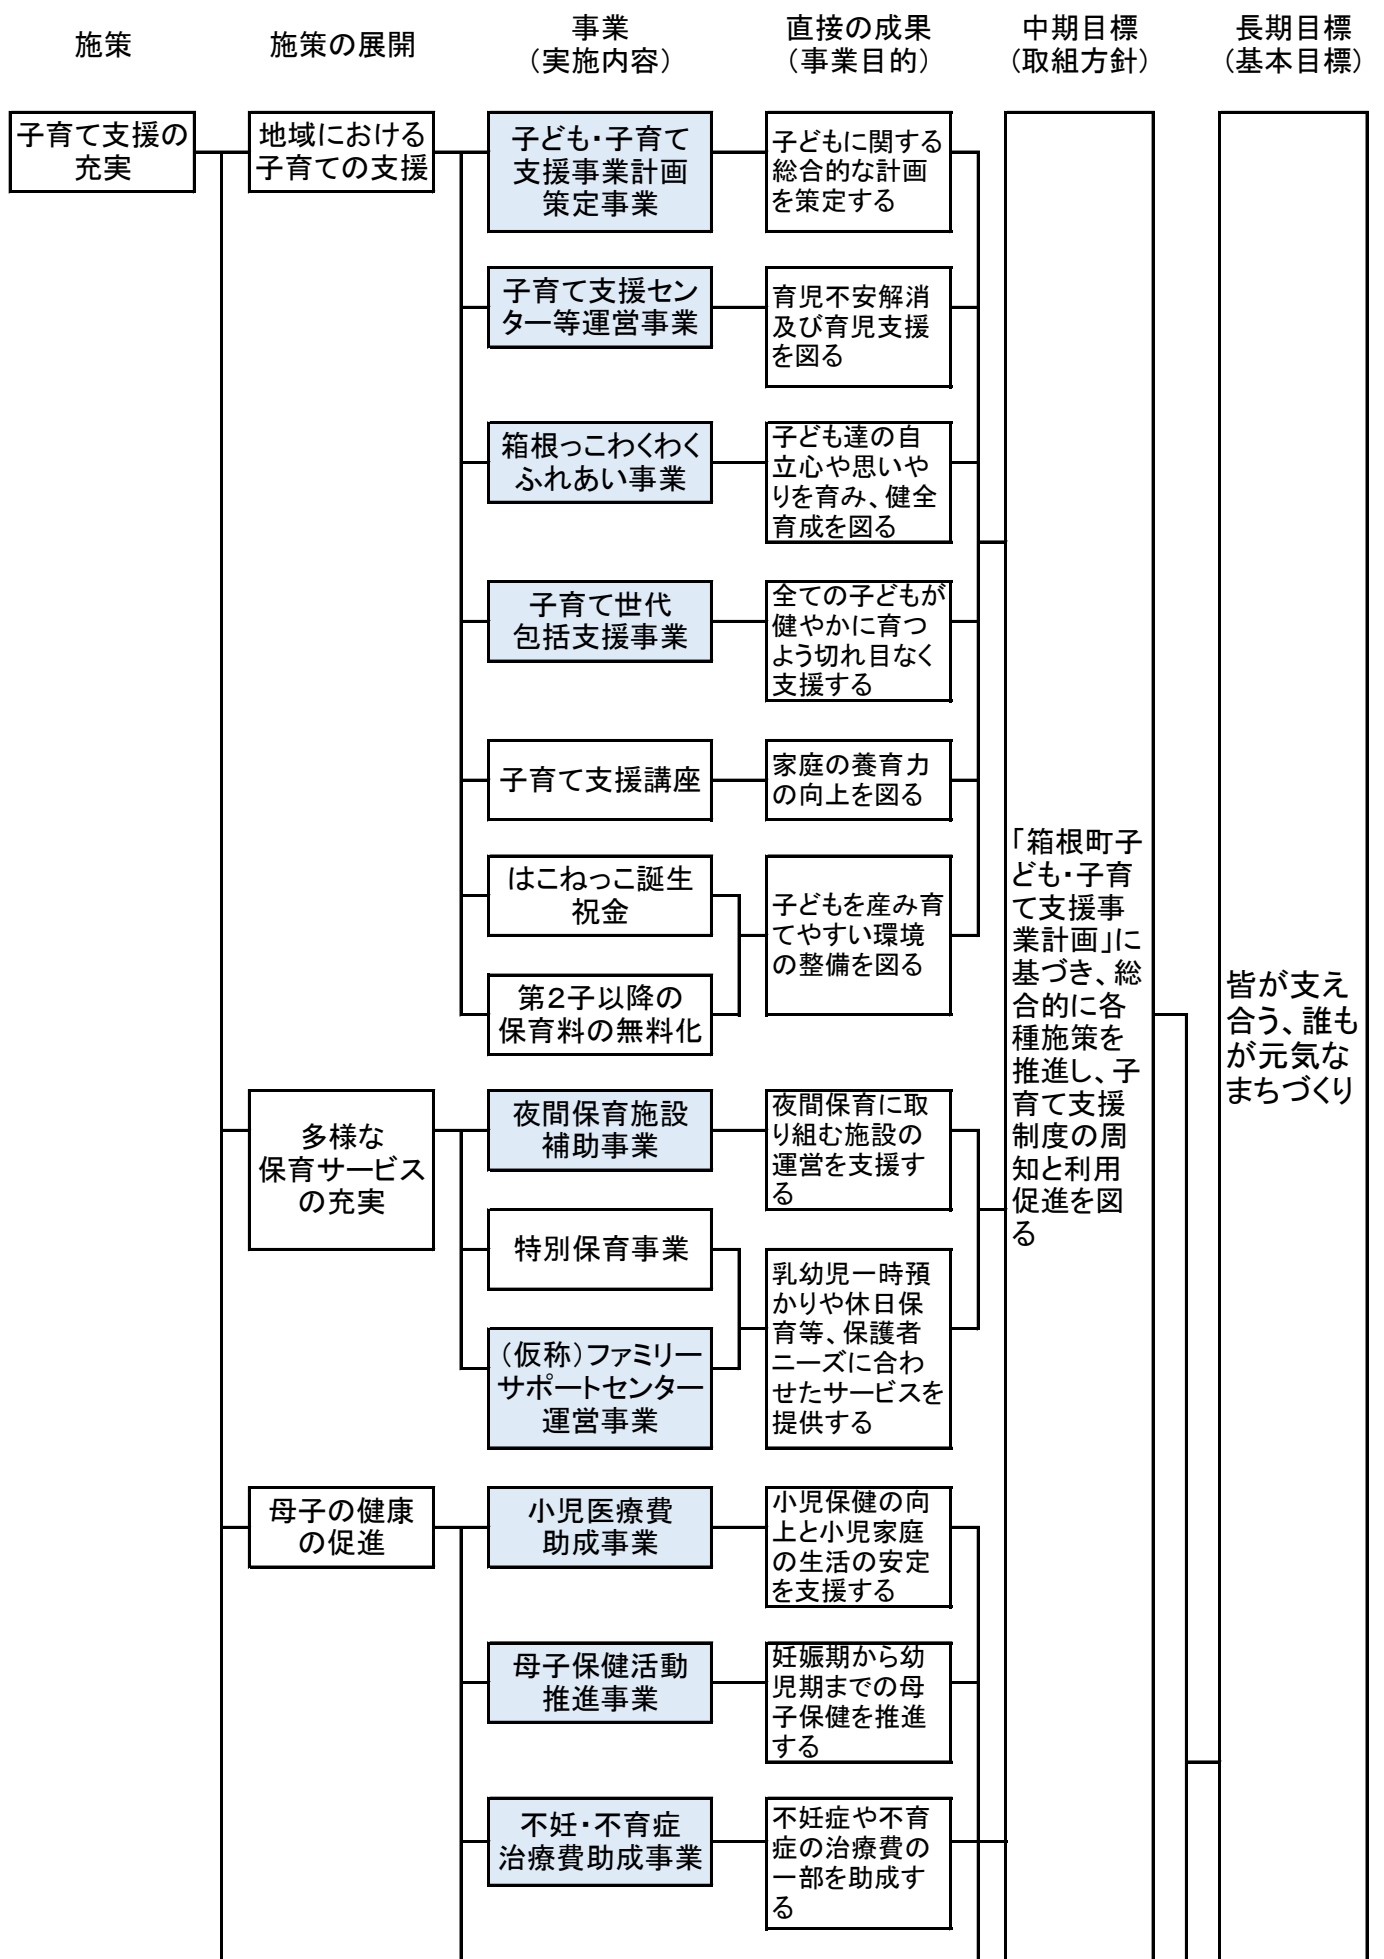 施策
施策の展開
事業
（実施内容）
直接の成果
（事業目的）
中期目標
（取組方針）
長期目標
（基本目標）
子育て支援の
充実
地域における
子育ての支援
子ども・子育て
支援事業計画
策定事業
子どもに関する
総合的な計画
を策定する
子育て支援セン
ター等運営事業
育児不安解消
及び育児支援
を図る
箱根っこわくわく
ふれあい事業
子ども達の自
立心や思いや
りを育み、健全
育成を図る
子育て世代
包括支援事業
全ての子どもが
健やかに育つ
よう切れ目なく
支援する
子育て支援講座
家庭の養育力
の向上を図る
はこねっこ誕生
祝金
第２子以降の
保育料の無料化
子どもを産み育
てやすい環境
の整備を図る
多様な
保育サービス
の充実
夜間保育施設
補助事業
夜間保育に取
り組む施設の
運営を支援す
る
特別保育事業
（仮称）ファミリー
サポートセンター
運営事業
乳幼児一時預
かりや休日保
育等、保護者
ニーズに合わ
せたサービスを
提供する
母子の健康
の促進
小児医療費
助成事業
小児保健の向
上と小児家庭
の生活の安定
を支援する
母子保健活動
推進事業
妊娠期から幼
児期までの母
子保健を推進
する
不妊・不育症
治療費助成事業
不妊症や不育
症の治療費の
一部を助成す
る
「箱根町子
ども・子育
て支援事
業計画」に
基づき、総
合的に各
種施策を
推進し、子
育て支援
制度の周
知と利用
促進を図
る
皆が支え
合う、誰も
が元気な
まちづくり